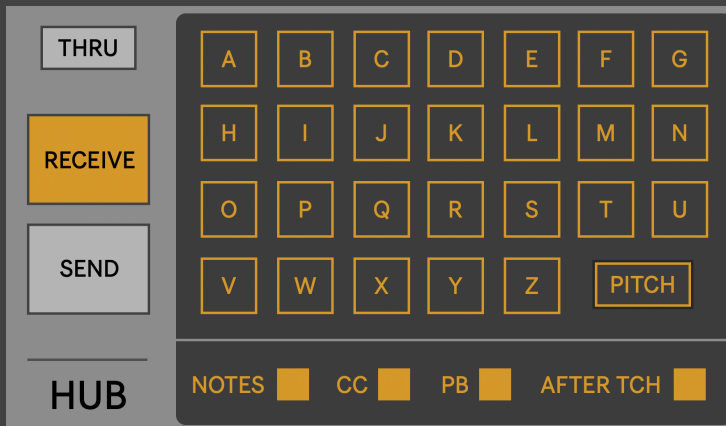 THRU
RECEIVE
SEND
HUB
A B C D E F G
H I J K L M N
O P Q R S T U
V W X Y Z PITCH
NOTES CC PB AFTER TCH